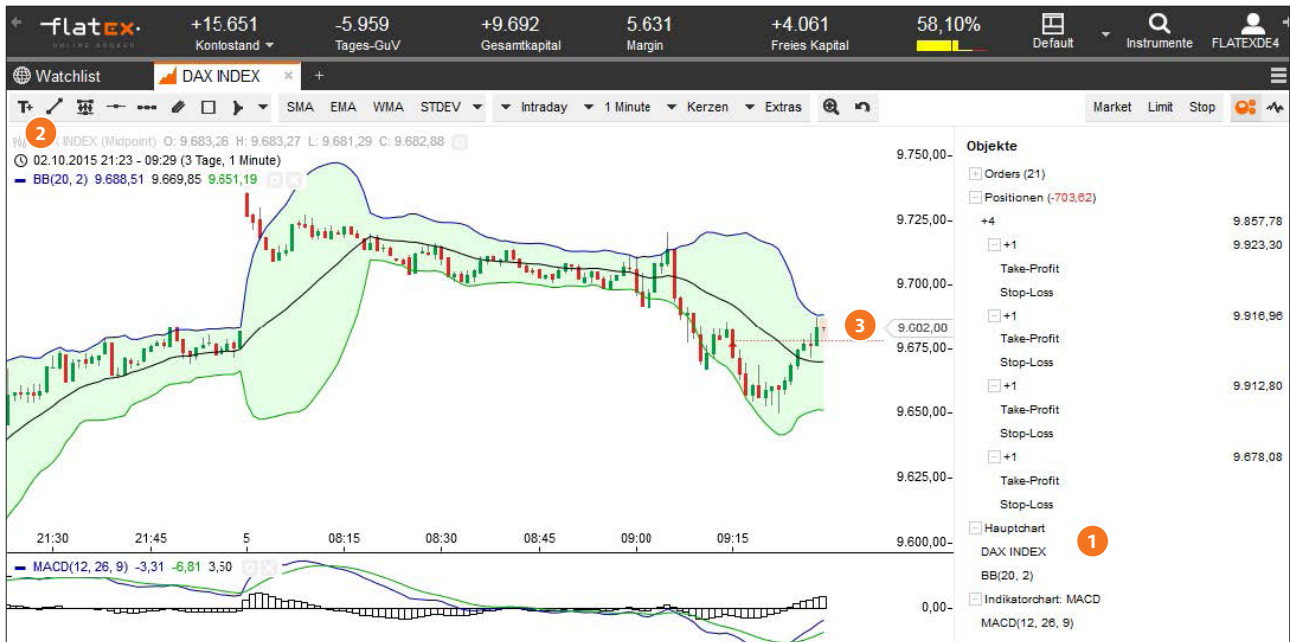 flatex
ONLINE BROKER
+15.651
Kontostand
-5.959
Tages-GuV
+9.692
Gesamtkapital
5.631
Margin
+4.061
Freies Kapital
58,10%
Default
Instrumente
FLATEXDE4
Watchlist
DAX INDEX
×
+
T+
SMA EMA WMA STDEV Intraday 1 Minute Kerzen Extras
Market Limit Stop
2
INDEX (Midpoint) O: 9.683,26 H: 9.683,27 L: 9.681,29 C: 9.682,88
02.10.2015 21:23 - 09:29 (3 Tage, 1 Minute)
BB(20, 2) 9.688,51 9.669,85 9.651,19
9.750,00
9.725,00
9.700,00
3
9.682,00
9.675,00
9.650,00
9.625,00
9.600,00
21:30 21:45 5 08:15 08:30 08:45 09:00 09:15
MACD(12, 26, 9) -3,31 -6,81 3,50
0,00
Objekte
Orders (21)
Positionen (-703,62)
+4 9.857,78
+1 9.923,30
Take-Profit
Stop-Loss
+1 9.916,96
Take-Profit
Stop-Loss
+1 9.912,80
Take-Profit
Stop-Loss
+1 9.678,08
Take-Profit
Stop-Loss
Hauptchart
1
DAX INDEX
BB(20, 2)
Indikatorchart: MACD
MACD(12, 26, 9)